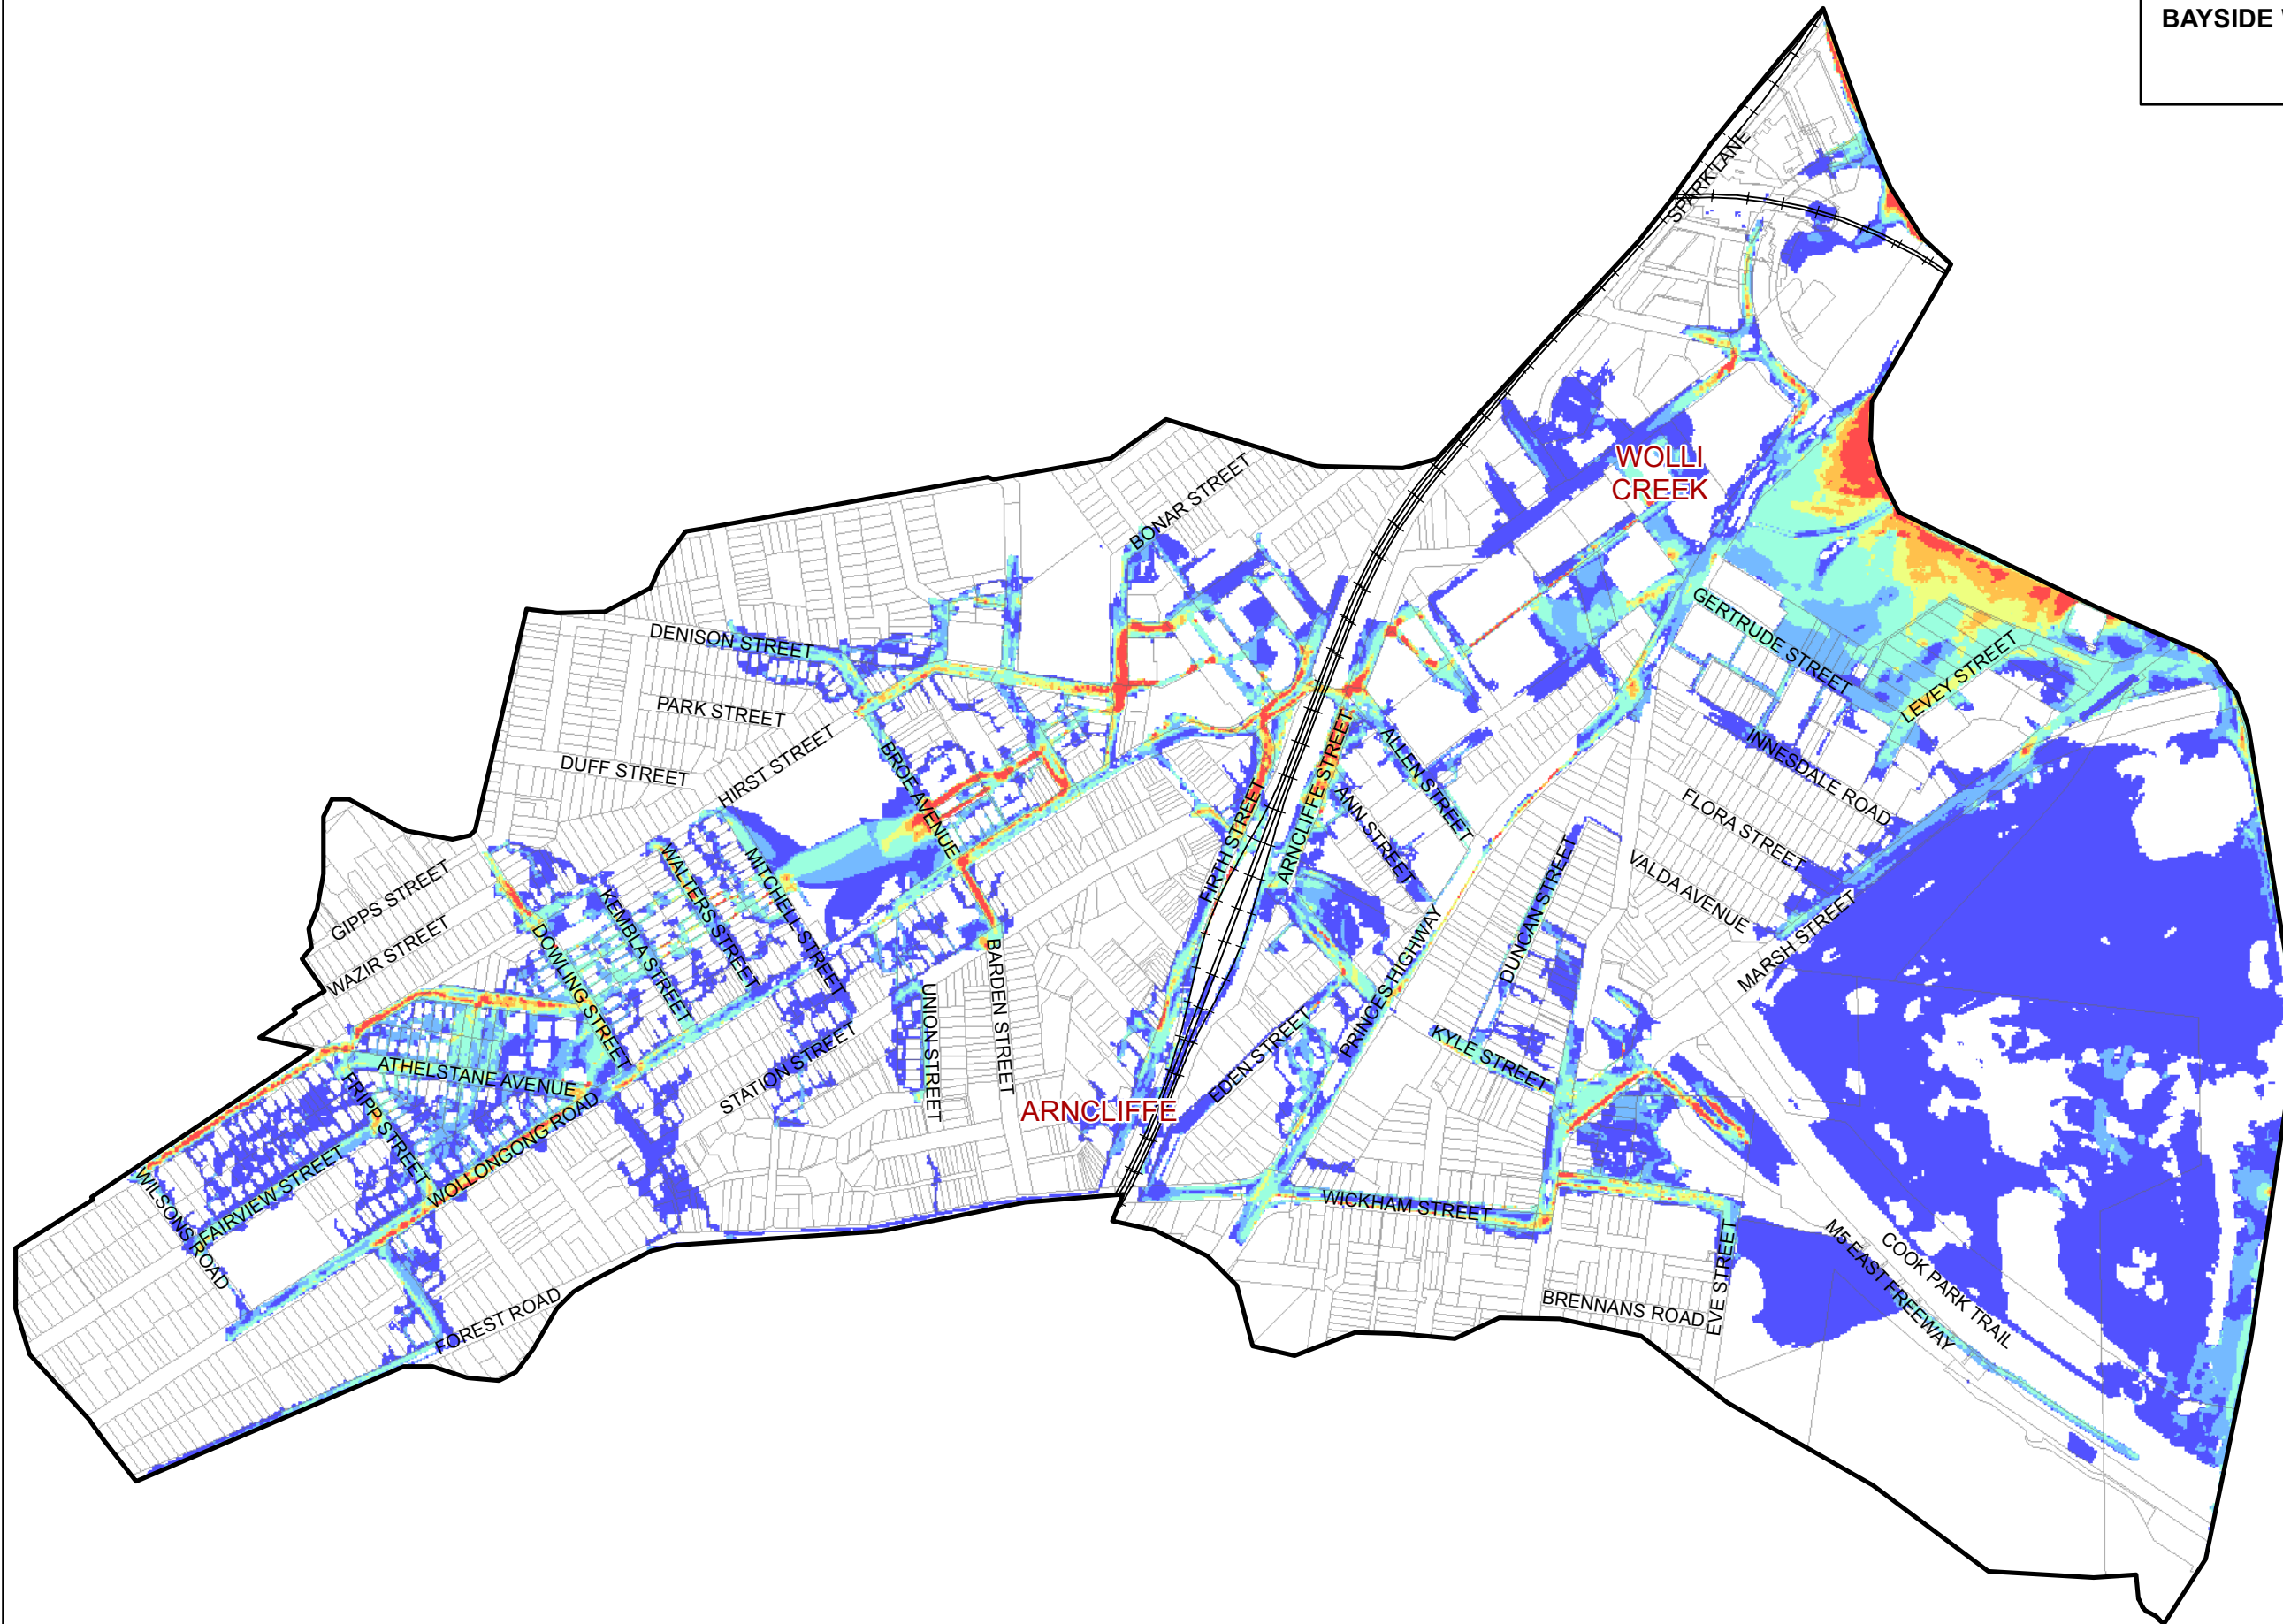 BAYSIDE
SPARK LANE
WOLLI
CREEK
BONAR STREET
GERTRUDE STREET
LEVEY STREET
DENISON STREET
PARK STREET
DUFF STREET
HIRST STREET
BROE AVENUE
ALLEN STREET
INNESDALE ROAD
FLORA STREET
VALDA AVENUE
MARSH STREET
ARNCLIFFE STREET
ANN STREET
FIRTH STREET
GIPPS STREET
WAZIR STREET
WALTERS STREET
MITCHELL STREET
KEMBLA STREET
DOWLING STREET
DUNCAN STREET
PRINCES HIGHWAY
BARDEN STREET
UNION STREET
STATION STREET
KYLE STREET
EDEN STREET
ARNCLIFFE
ATHELSTANE AVENUE
FRIPP STREET
WOLLONGONG ROAD
FAIRVIEW STREET
WILSONS ROAD
WICKHAM STREET
FOREST ROAD
BRENNANS ROAD
EVE STREET
M5 EAST FREEWAY
COOK PARK TRAIL